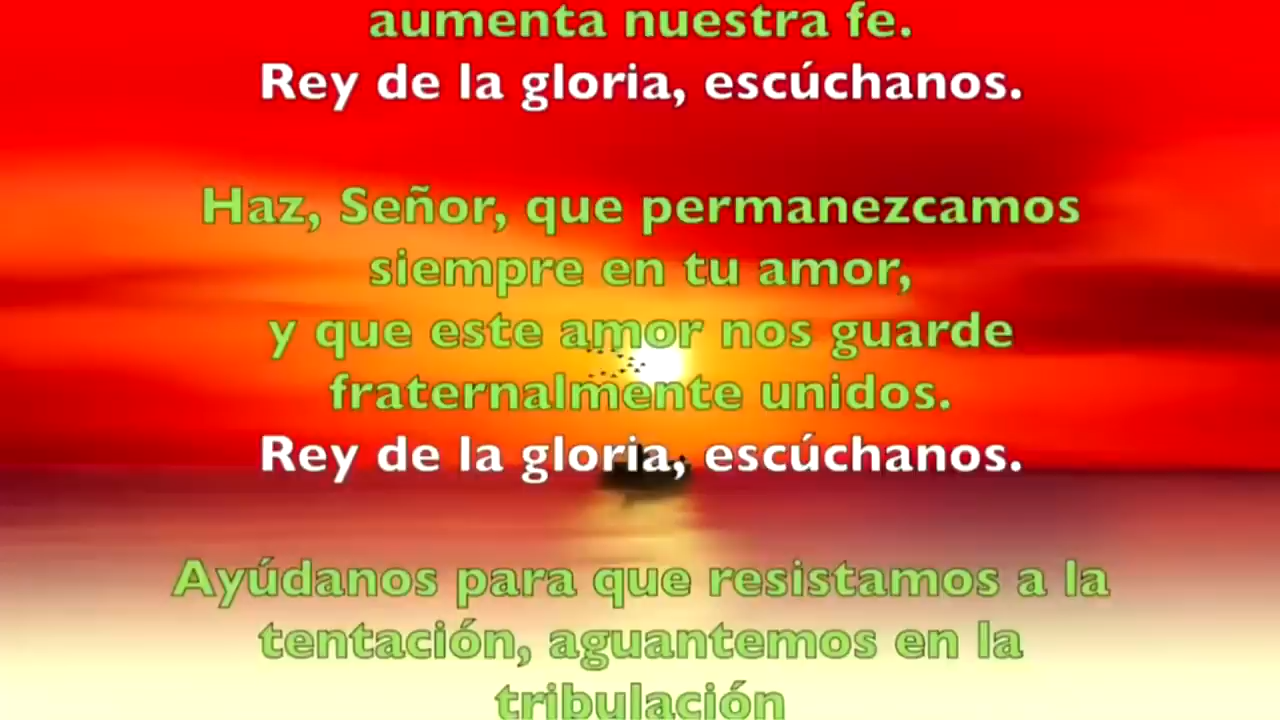 aumenta nuestra fe.
Rey de la gloria, escúchanos.
Haz, Señor, que permanezcamos
siempre en tu amor,
y que este amor nos guarde
fraternalmente unidos.
Rey de la gloria, escúchanos.
Ayúdanos para que resistamos a la
tentación, aguantemos en la
tribulación